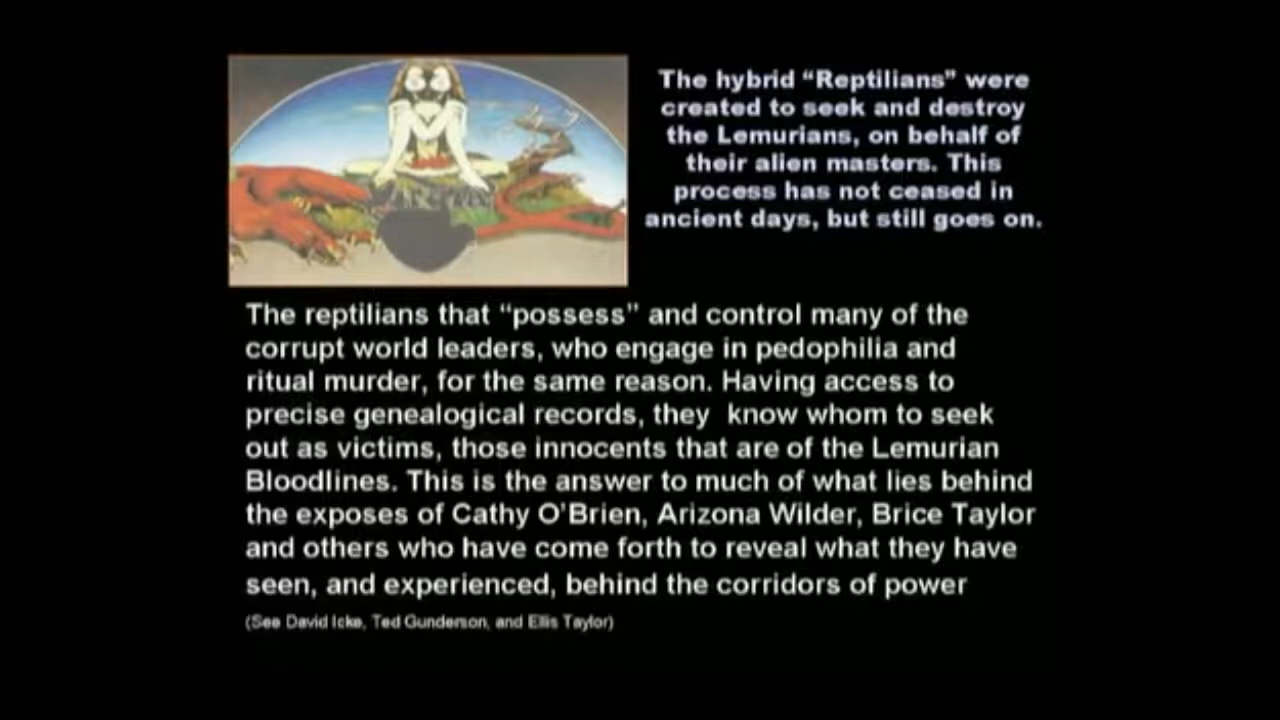 The hybrid “Reptilians” were
created to seek and destroy
the Lemurians, on behalf of
their alien masters. This
process has not ceased in
ancient days, but still goes on.
The reptilians that “possess” and control many of the
corrupt world leaders, who engage in pedophilia and
ritual murder, for the same reason. Having access to
precise genealogical records, they  know whom to seek
out as victims, those innocents that are of the Lemurian
Bloodlines. This is the answer to much of what lies behind
the exposes of Cathy O’Brien, Arizona Wilder, Brice Taylor
and others who have come forth to reveal what they have
seen, and experienced, behind the corridors of power
(See David Icke, Ted Gunderson, and Ellis Taylor)